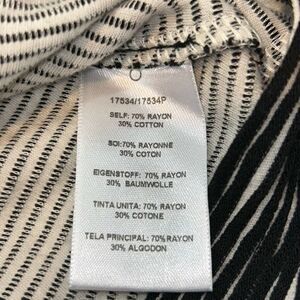 17534/17534P
SELF: 70% RAYON
30% COTTON
SOI: 70% RAYONNE
30% COTON
EIGENSTOFF: 70% RAYON
30% BAUMWOLLE
TINTA UNITA: 70% RAYON
30% COTONE
TELA PRINCIPAL: 70% RAYON
30% ALGODON